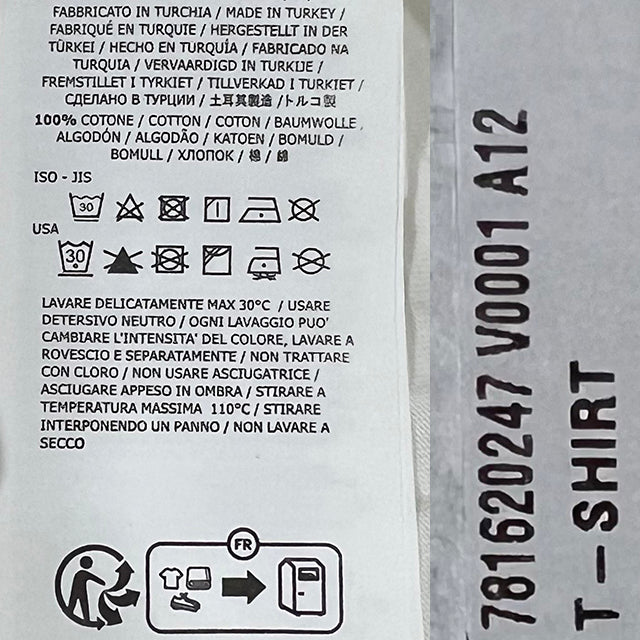 FABBRICATO IN TURCHIA / MADE IN TURKEY /
FABRIQUÉ EN TURQUIE / HERGESTELLT IN DER
TÜRKEI / HECHO EN TURQUÍA / FABRICADO NA
TURQUIA / VERVAARDIGD IN TURKIJE /
FREMSTILLET I TYRKIET / TILLVERKAD I TURKIET /
СДЕЛАНО В ТУРЦИИ / 土耳其製造 / トルコ製
100% COTONE / COTTON / COTON / BAUMWOLLE,
ALGODÓN / ALGODÃO / KATOEN / BOMULD /
BOMULL / ХЛОПОК / 棉 / 綿
ISO - JIS
30
USA
30
LAVARE DELICATAMENTE MAX 30°C / USARE
DETERSIVO NEUTRO / OGNI LAVAGGIO PUO'
CAMBIARE L'INTENSITA' DEL COLORE, LAVARE A
ROVESCIO E SEPARATAMENTE / NON TRATTARE
CON CLORO / NON USARE ASCIUGATRICE /
ASCIUGARE APPESO IN OMBRA / STIRARE A
TEMPERATURA MASSIMA 110°C / STIRARE
INTERPONENDO UN PANNO / NON LAVARE A
SECCO
FR
781620247 V0001 A12
T-SHIRT